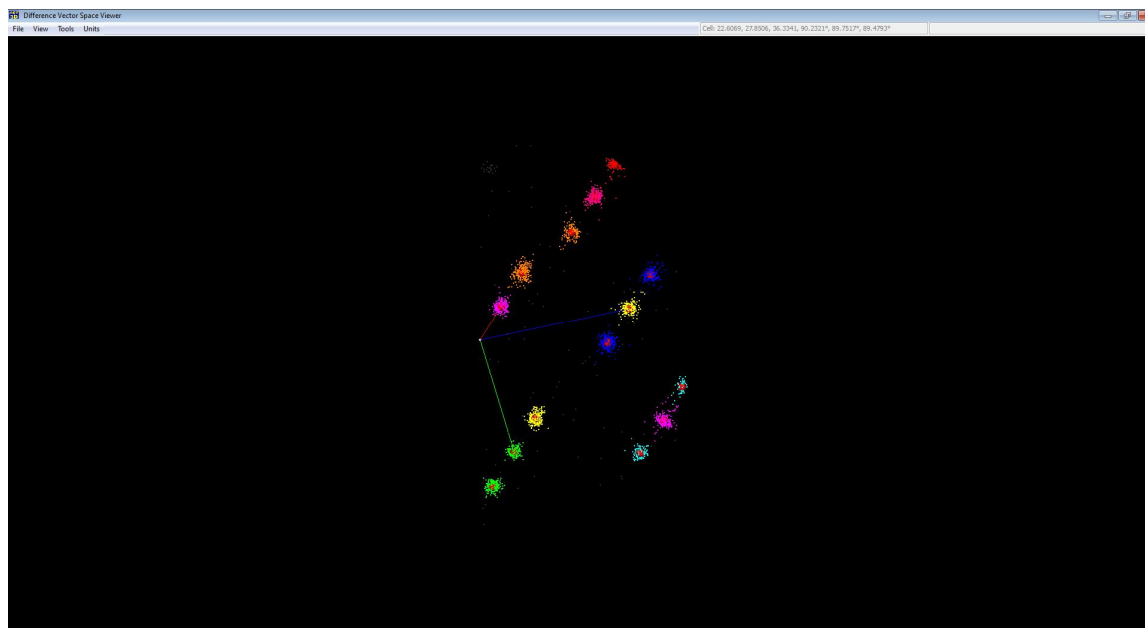 Difference Vector Space Viewer
File View Tools Units
Cell: 22.6069, 27.8506, 36.3341, 90.2321°, 89.7517°, 89.4793°